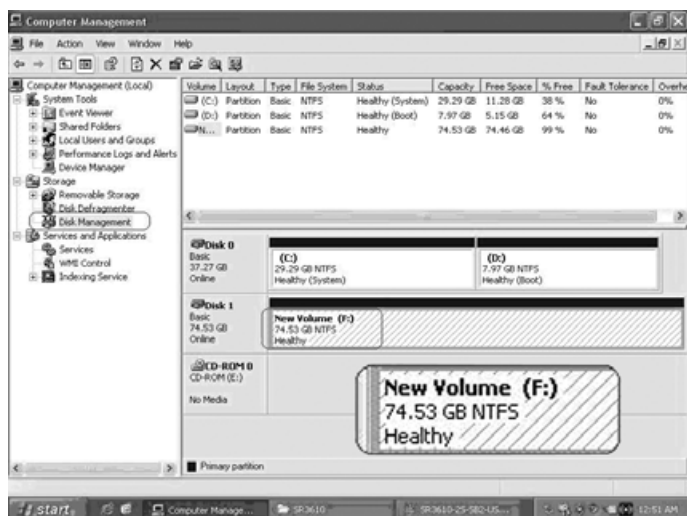 Computer Management
File Action View Window Help
Computer Management (Local)
System Tools
Event Viewer
Shared Folders
Local Users and Groups
Performance Logs and Alerts
Device Manager
Storage
Removable Storage
Disk Defragmenter
Disk Management
Services and Applications
Services
WMI Control
Indexing Service
Volume Layout Type File System Status Capacity Free Space % Free Fault Tolerance Overhe
(C:) Partition Basic NTFS Healthy (System) 29.29 GB 11.28 GB 38 % No 0%
(D:) Partition Basic NTFS Healthy (Boot) 7.97 GB 5.15 GB 64 % No 0%
N... Partition Basic NTFS Healthy 74.53 GB 74.46 GB 99 % No 0%
Disk 0
Basic
37.27 GB
Online
(C:)
29.29 GB NTFS
Healthy (System)
(D:)
7.97 GB NTFS
Healthy (Boot)
Disk 1
Basic
74.53 GB
Online
New Volume (F:)
74.53 GB NTFS
Healthy
CD-ROM 0
CD-ROM (E:)
No Media
New Volume (F:)
74.53 GB NTFS
Healthy
Primary partition
start
Computer Manage...
SR3610
SR3610-2S-SB2-US...
12:51 AM